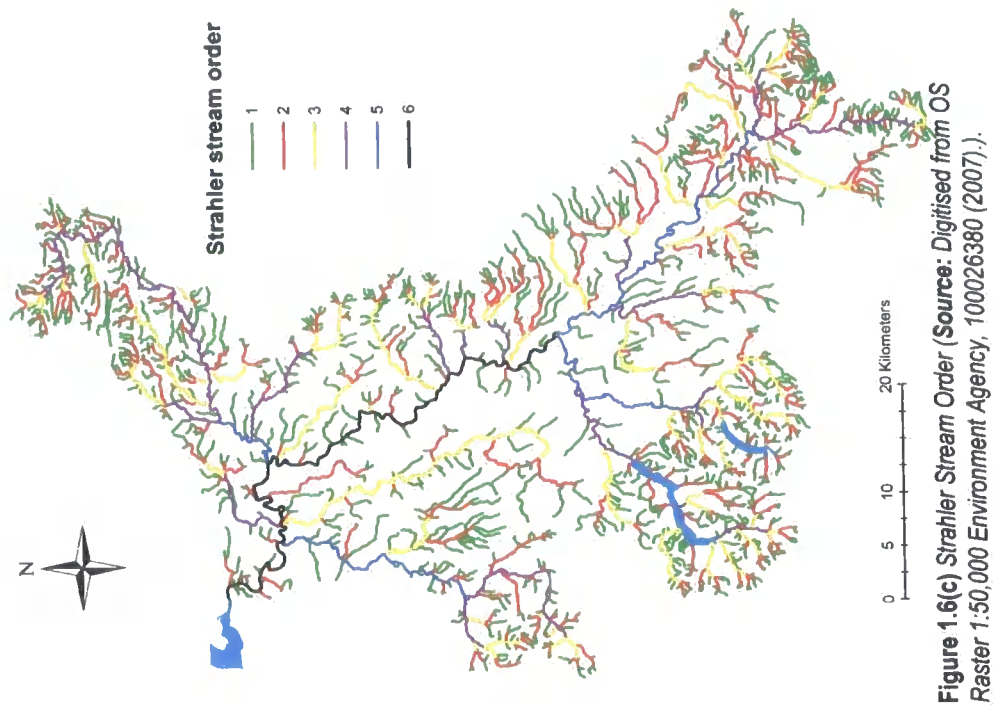 N
Strahler stream order
1
2
3
4
5
6
0 5 10 20 Kilometers
Figure 1.6(c) Strahler Stream Order (Source: Digitised from OS
Raster 1:50,000 Environment Agency, 100026380 (2007).).